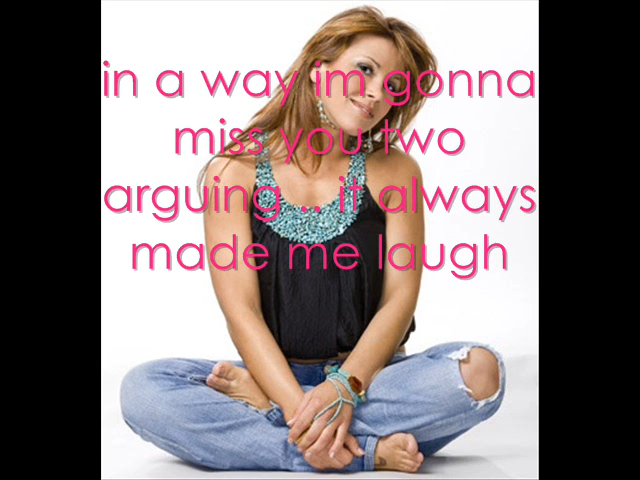 in a way im gonna
miss you two
arguing .. it always
made me laugh